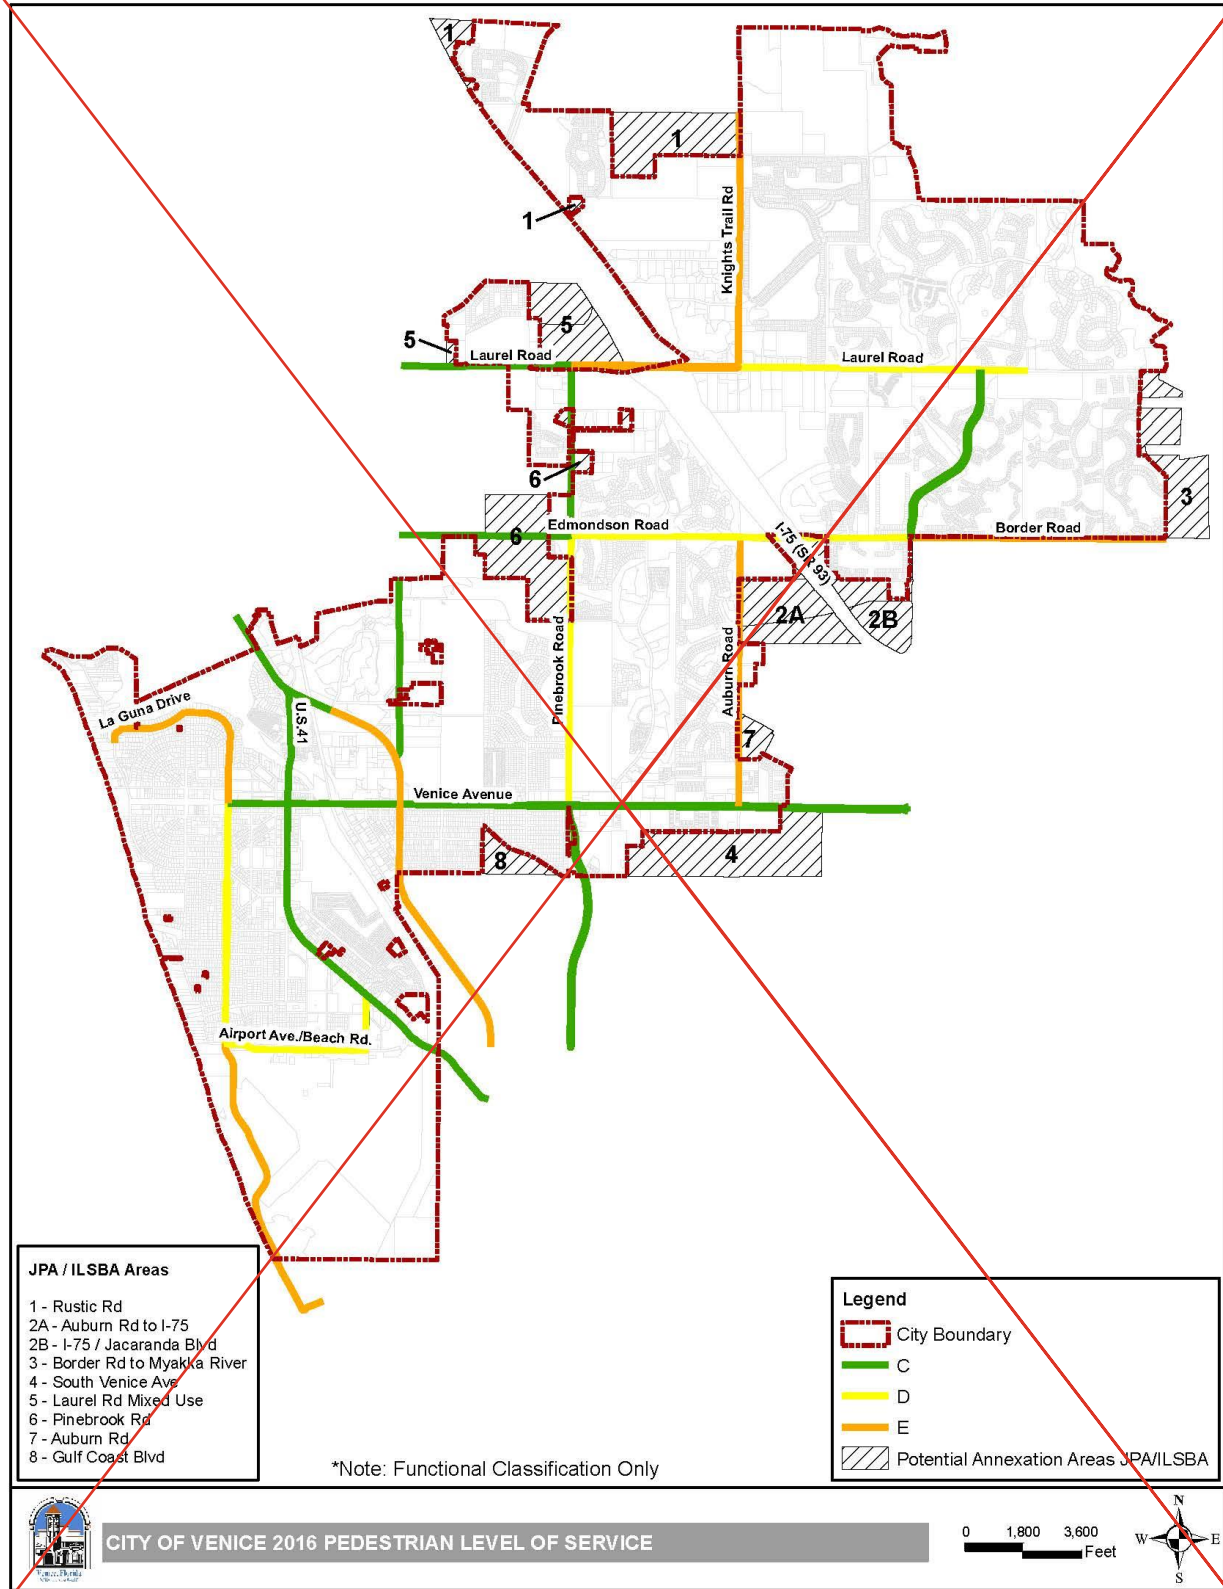 1
1
1
Knights Trail Rd
5
5
Laurel Road
Laurel Road
6
3
6
Edmondson Road
I-75 (SR 93)
Border Road
2A
2B
Pinebrook Road
Auburn Road
La Guna Drive
U.S. 41
7
Venice Avenue
8
4
Airport Ave./Beach Rd.
JPA / ILSBA Areas
1 - Rustic Rd
2A - Auburn Rd to I-75
2B - I-75 / Jacaranda Blvd
3 - Border Rd to Myakka River
4 - South Venice Ave
5 - Laurel Rd Mixed Use
6 - Pinebrook Rd
7 - Auburn Rd
8 - Gulf Coast Blvd
*Note: Functional Classification Only
Legend
City Boundary
C
D
E
Potential Annexation Areas JPA/ILSBA
Venice, Florida
CITY OF VENICE 2016 PEDESTRIAN LEVEL OF SERVICE
0 1,800 3,600
Feet
N
W E
S